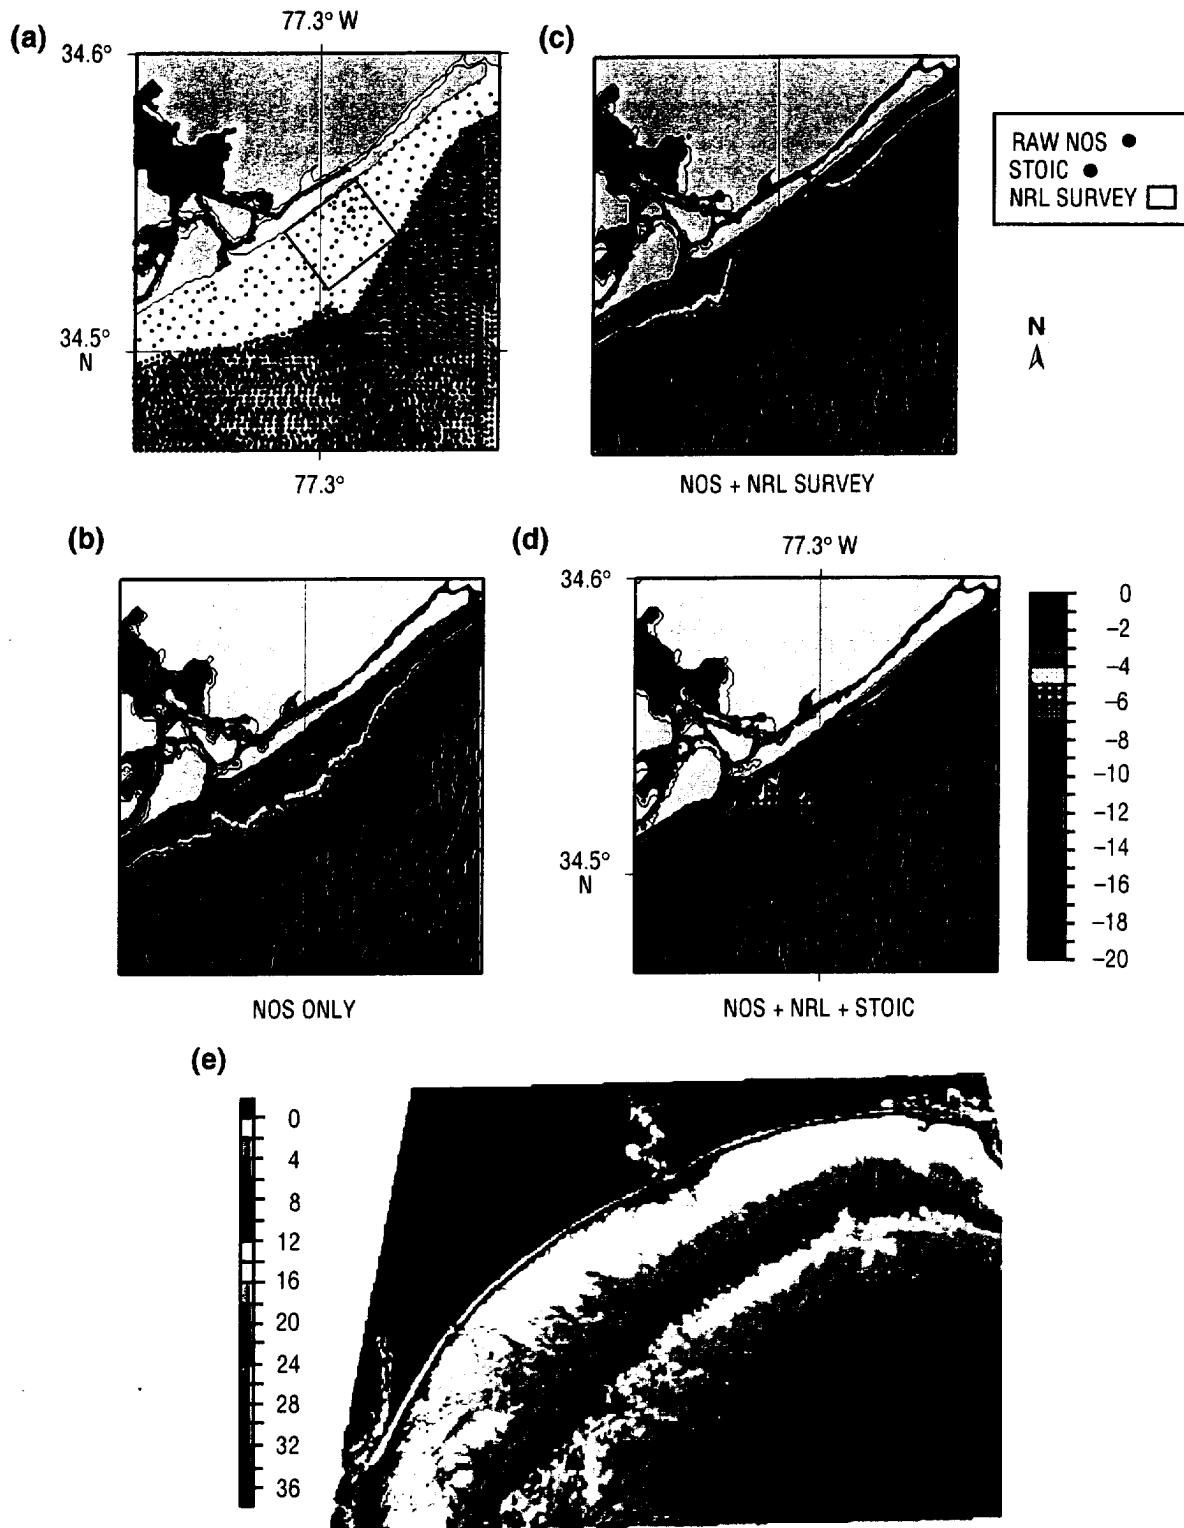 (a)
77.3° W
34.6°
34.5°
N
77.3°
(c)
NOS + NRL SURVEY
RAW NOS
STOIC
NRL SURVEY
N
(b)
NOS ONLY
(d)
77.3° W
34.6°
34.5°
N
NOS + NRL + STOIC
0
−2
−4
−6
−8
−10
−12
−14
−16
−18
−20
(e)
0
4
8
12
16
20
24
28
32
36